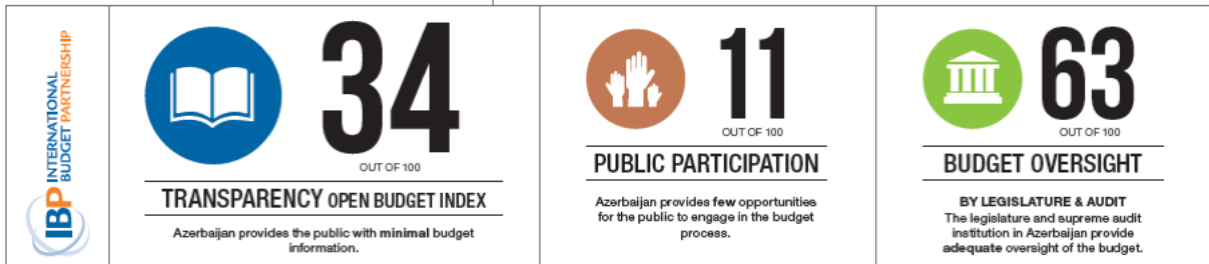 IBP INTERNATIONAL
BUDGET PARTNERSHIP
34
OUT OF 100
TRANSPARENCY OPEN BUDGET INDEX
Azerbaijan provides the public with minimal budget
information.
11
OUT OF 100
PUBLIC PARTICIPATION
Azerbaijan provides few opportunities
for the public to engage in the budget
process.
63
OUT OF 100
BUDGET OVERSIGHT
BY LEGISLATURE & AUDIT
The legislature and supreme audit
institution in Azerbaijan provide
adequate oversight of the budget.